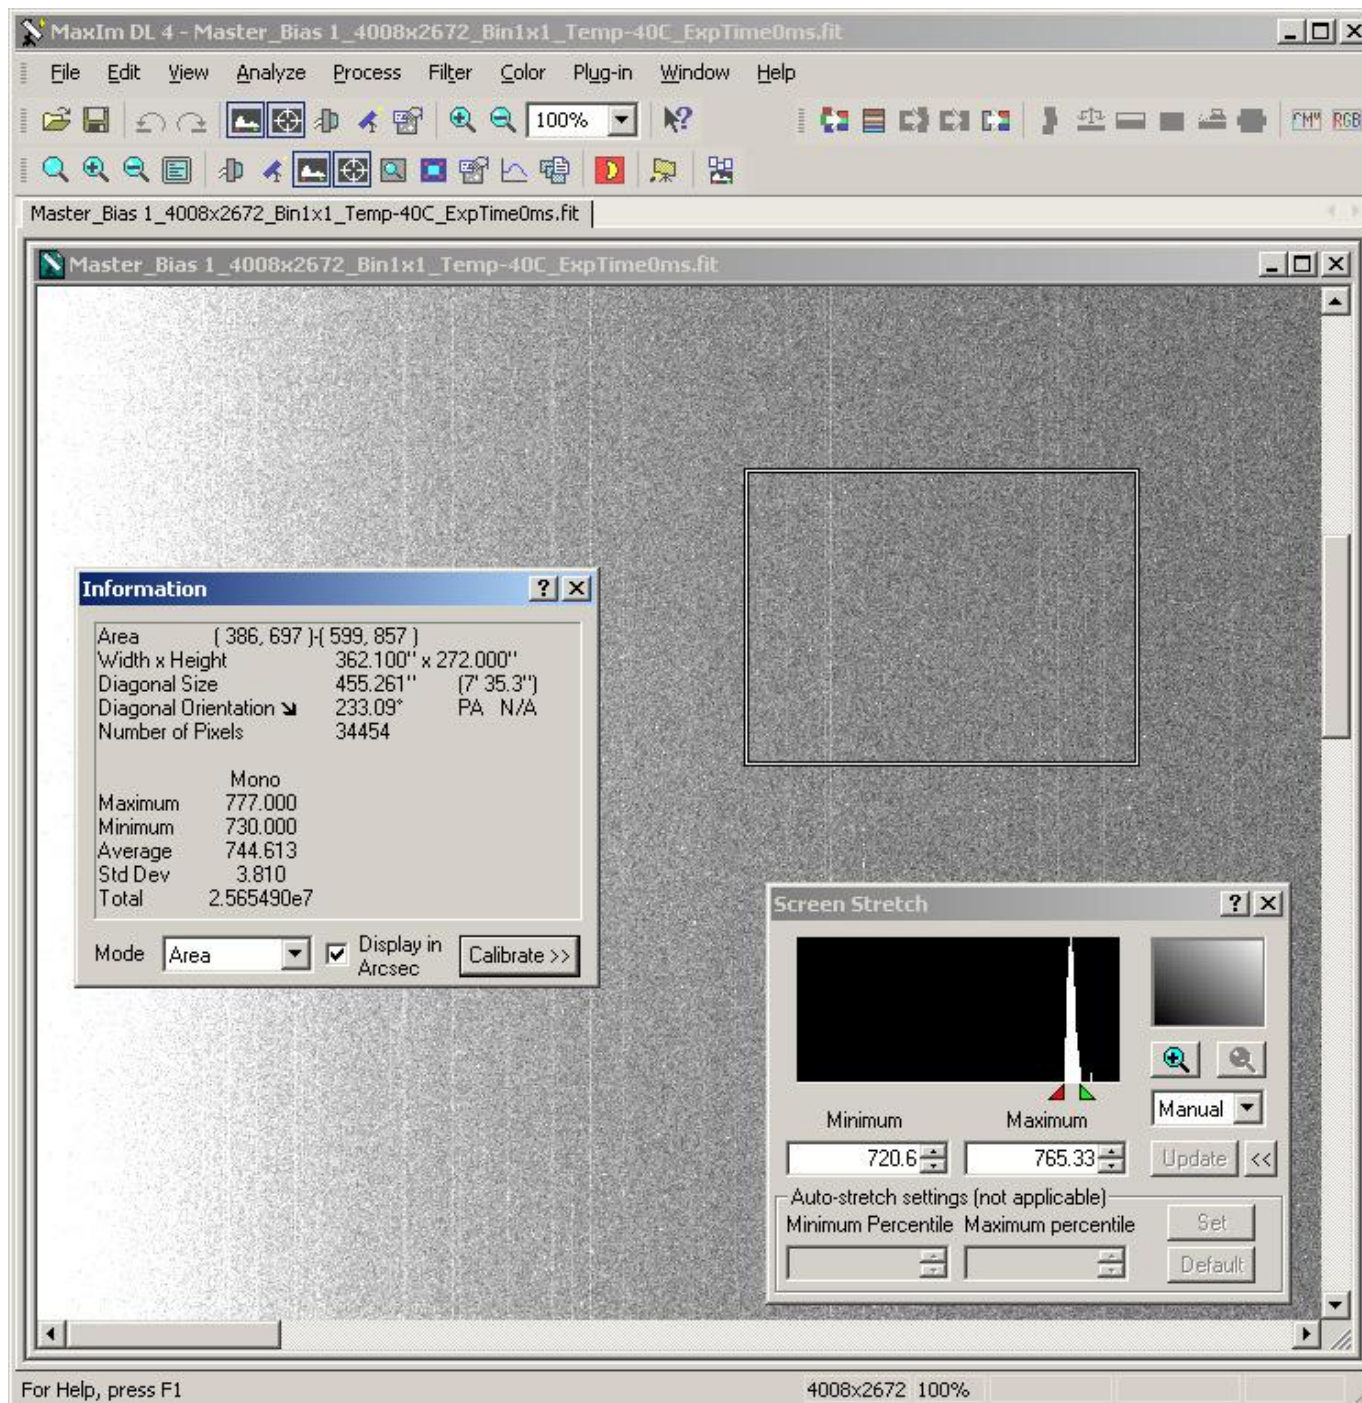 MaxIm DL 4 - Master_Bias 1_4008x2672_Bin1x1_Temp-40C_ExpTime0ms.fit
File Edit View Analyze Process Filter Color Plug-in Window Help
100%
RGB
Master_Bias 1_4008x2672_Bin1x1_Temp-40C_ExpTime0ms.fit
Master_Bias 1_4008x2672_Bin1x1_Temp-40C_ExpTime0ms.fit
Information
Area ( 386, 697 )-( 599, 857 )
Width x Height 362.100'' x 272.000''
Diagonal Size 455.261'' (7' 35.3'')
Diagonal Orientation 233.09° PA N/A
Number of Pixels 34454
Mono
Maximum 777.000
Minimum 730.000
Average 744.613
Std Dev 3.810
Total 2.565490e7
Mode Area Display in Arcsec Calibrate >>
Screen Stretch
Manual
Minimum Maximum
720.6 765.33 Update <<
Auto-stretch settings (not applicable)
Minimum Percentile Maximum percentile Set
Default
For Help, press F1 4008x2672 100%